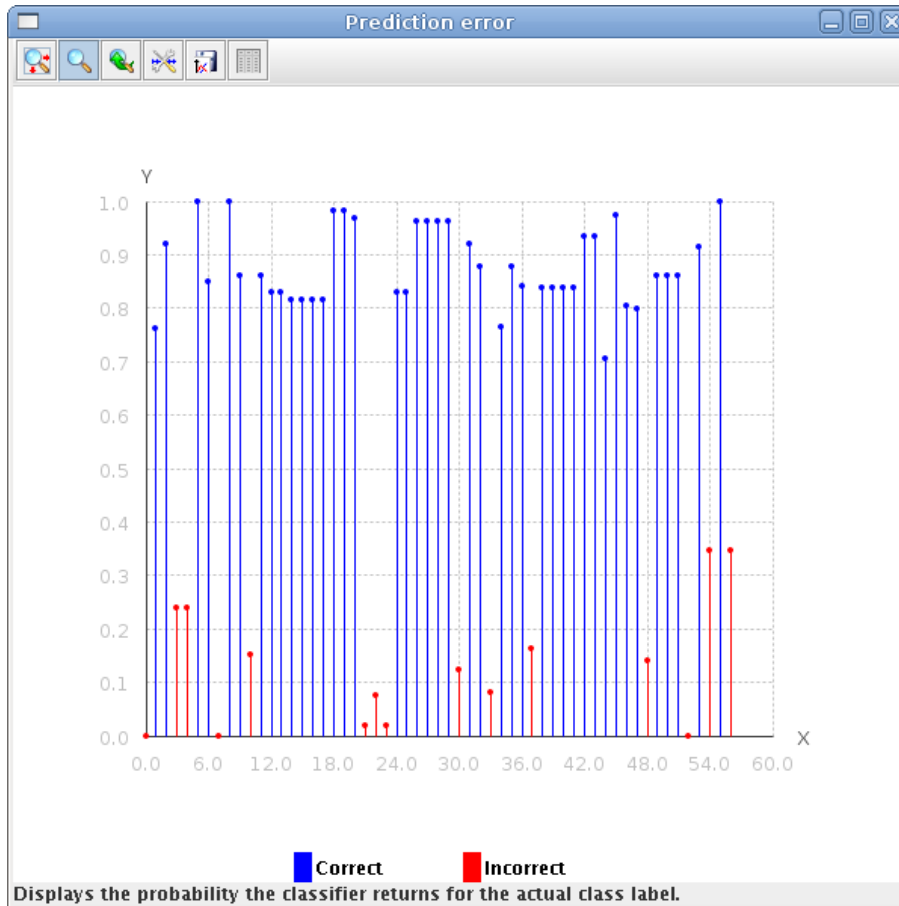 Prediction error
Y
1.0
0.9
0.8
0.7
0.6
0.5
0.4
0.3
0.2
0.1
0.0
X
0.0 6.0 12.0 18.0 24.0 30.0 36.0 42.0 48.0 54.0 60.0
Correct Incorrect
Displays the probability the classifier returns for the actual class label.